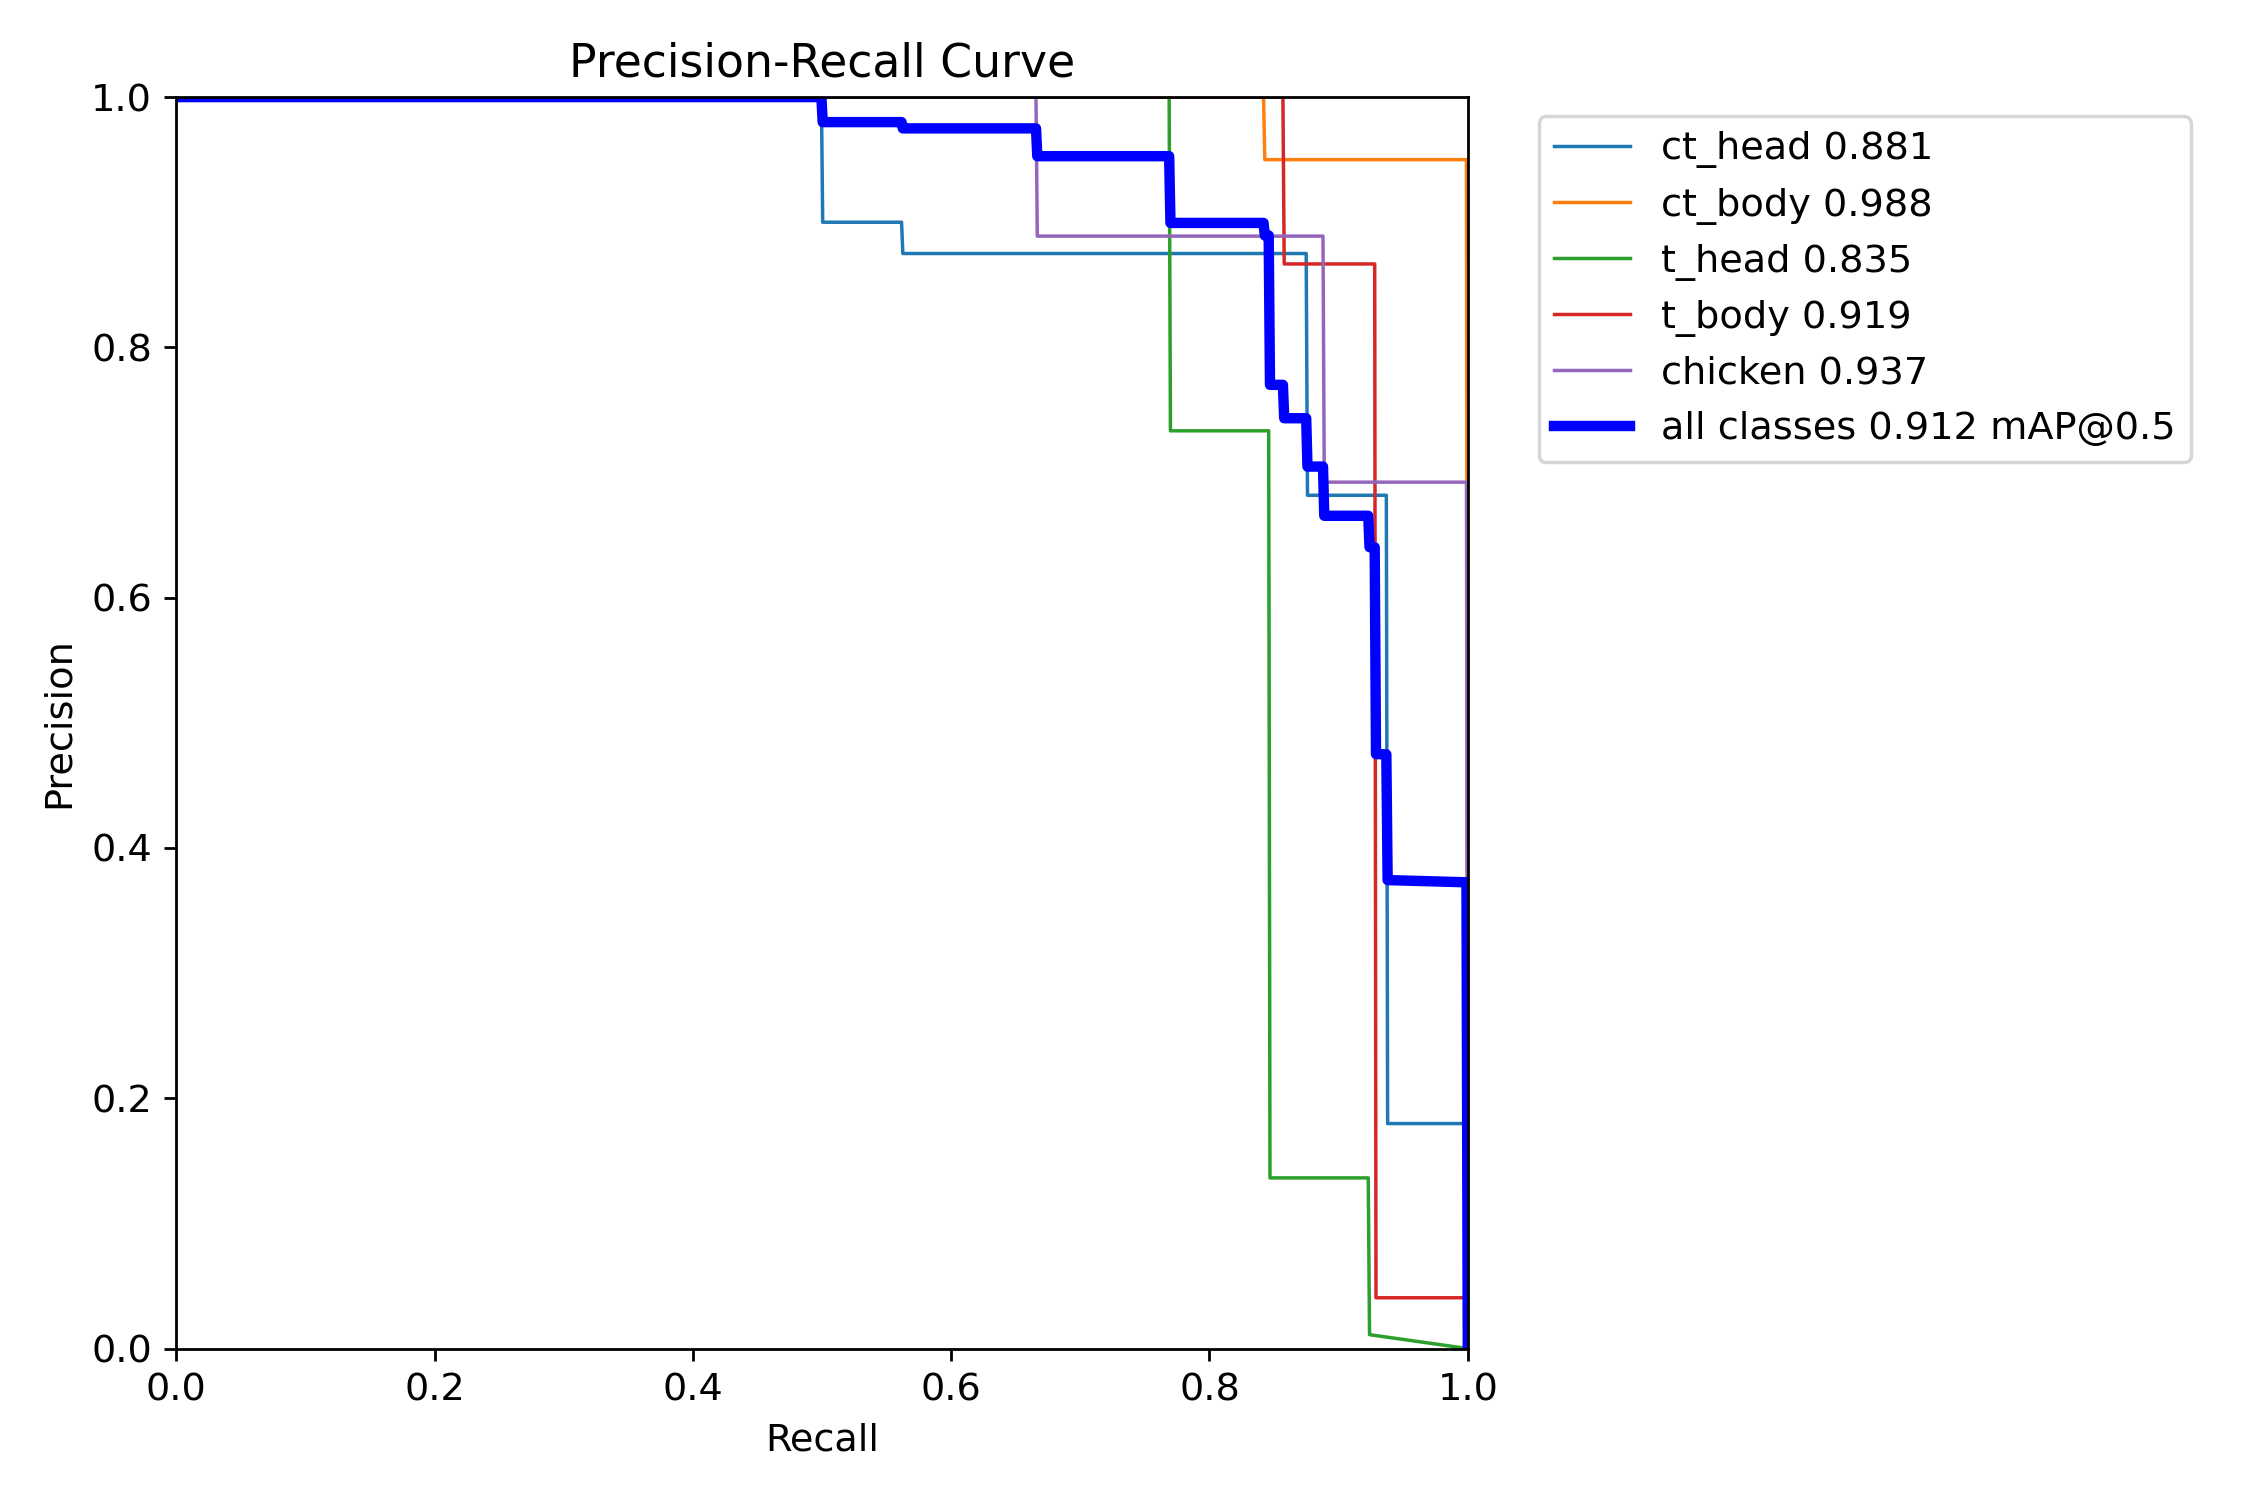 Precision-Recall Curve
1.0
0.8
0.6
0.4
0.2
0.0
Precision
0.0 0.2 0.4 0.6 0.8 1.0
Recall
ct_head 0.881
ct_body 0.988
t_head 0.835
t_body 0.919
chicken 0.937
all classes 0.912 mAP@0.5